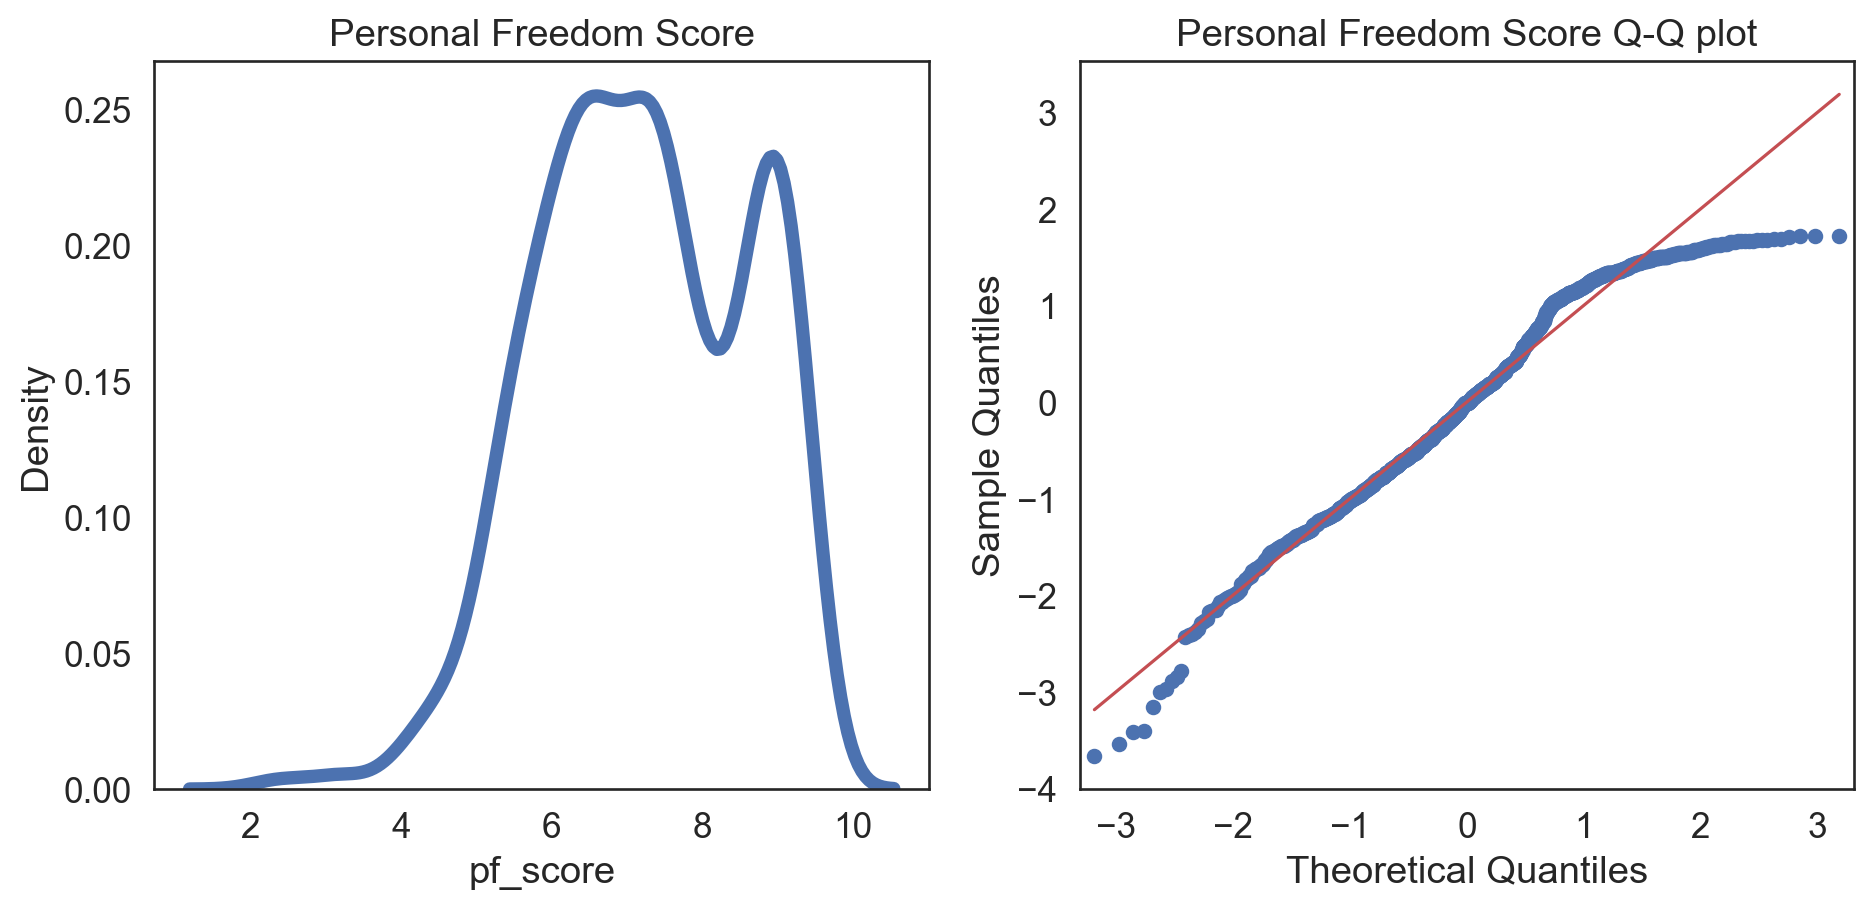 Personal Freedom Score
0.25
0.20
0.15
0.10
0.05
0.00
Density
2 4 6 8 10
pf_score
Personal Freedom Score Q-Q plot
3
2
1
0
−1
−2
−3
−4
Sample Quantiles
−3 −2 −1 0 1 2 3
Theoretical Quantiles